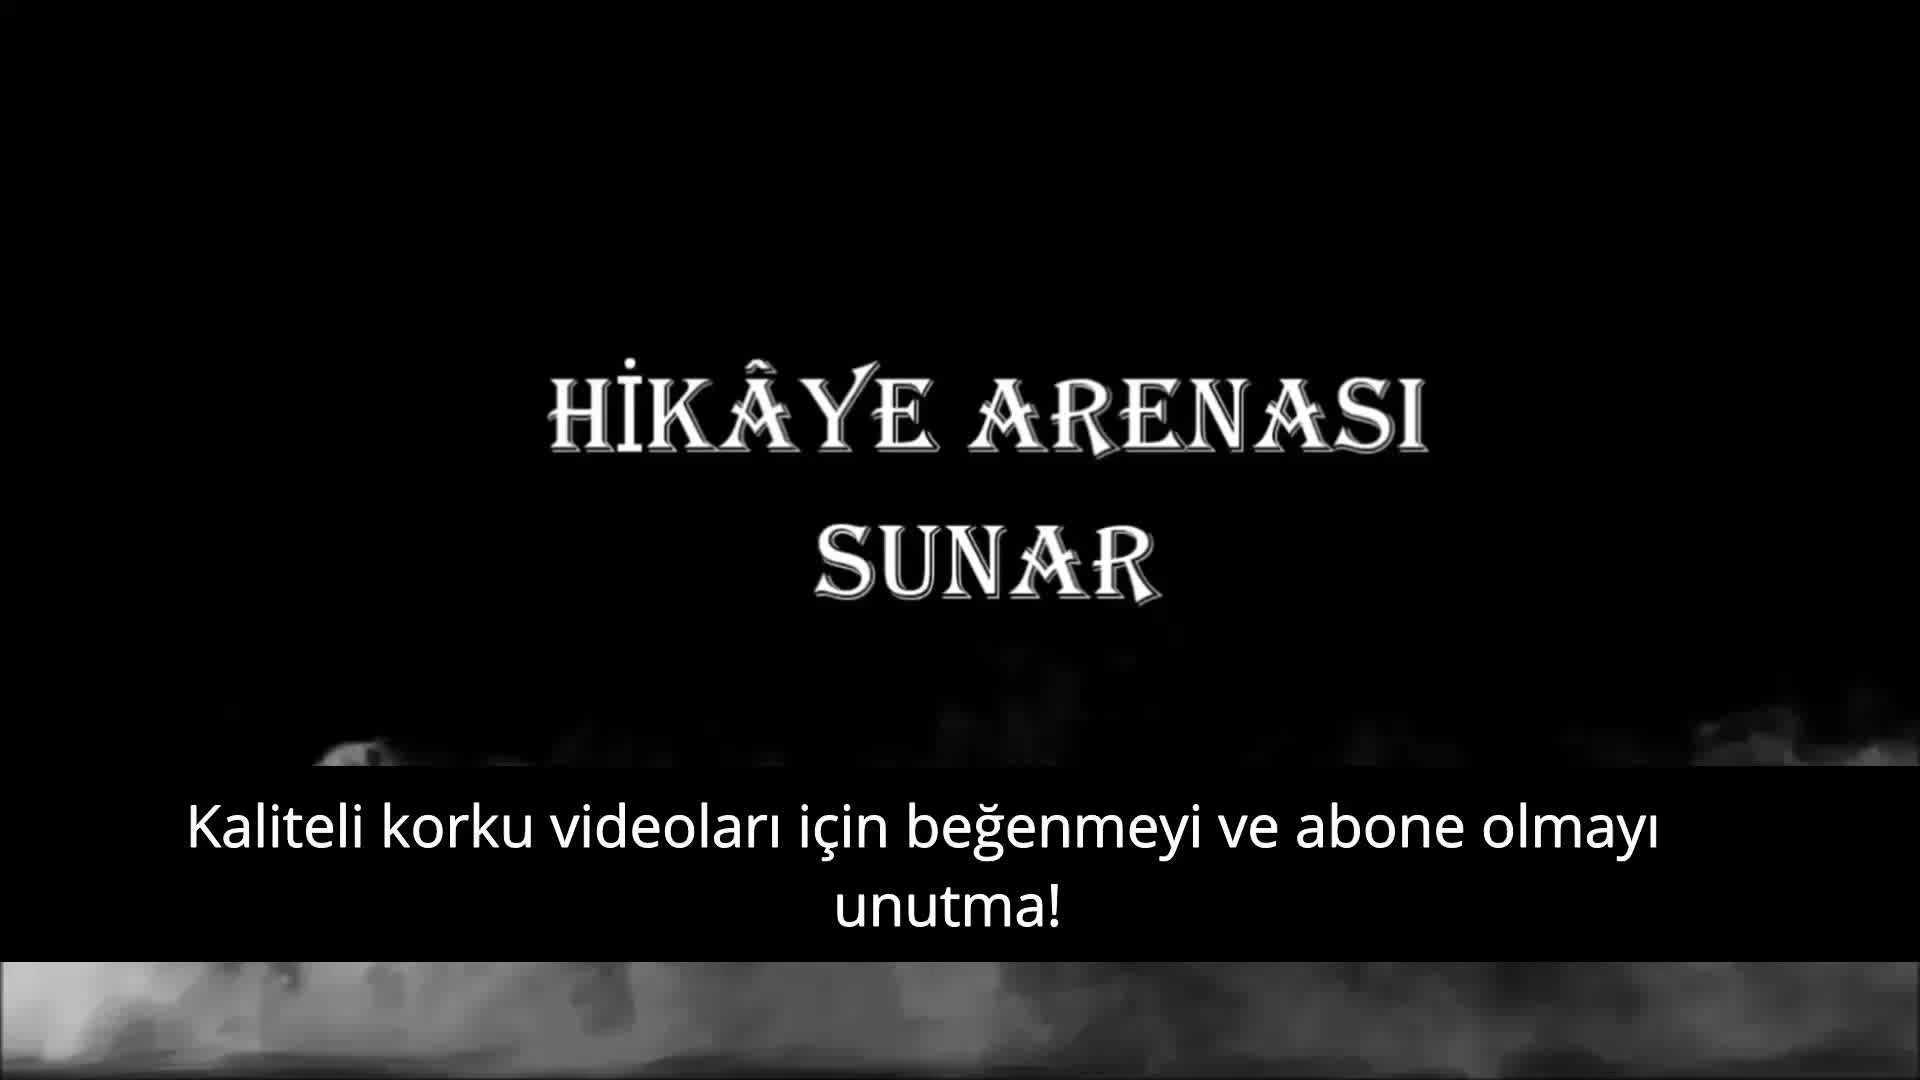 HİKÂYE ARENASI
SUNAR
Kaliteli korku videoları için beğenmeyi ve abone olmayı
unutma!